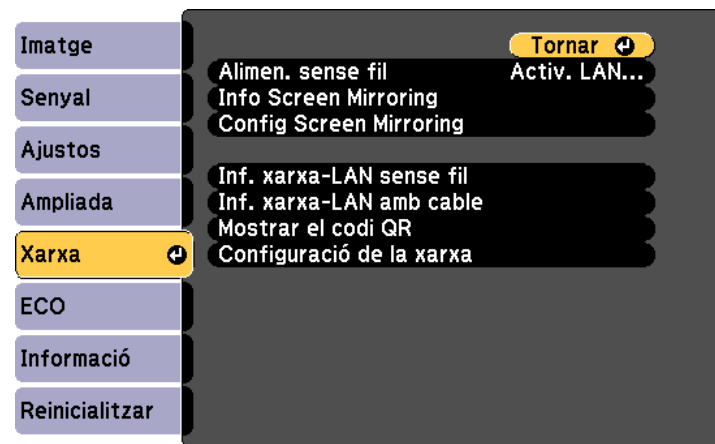 Imatge
Senyal
Ajustos
Ampliada
Xarxa
ECO
Informació
Reinicialitzar
Tornar
Alimen. sense fil Activ. LAN...
Info Screen Mirroring
Config Screen Mirroring
Inf. xarxa-LAN sense fil
Inf. xarxa-LAN amb cable
Mostrar el codi QR
Configuració de la xarxa